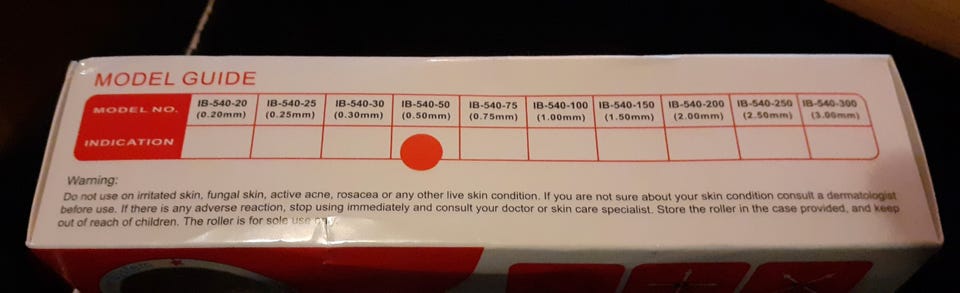 MODEL GUIDE
MODEL NO. IB-540-20 IB-540-25 IB-540-30 IB-540-50 IB-540-75 IB-540-100 IB-540-150 IB-540-200 IB-540-250 IB-540-300
(0.20mm) (0.25mm) (0.30mm) (0.50mm) (0.75mm) (1.00mm) (1.50mm) (2.00mm) (2.50mm) (3.00mm)
INDICATION
Warning:
Do not use on irritated skin, fungal skin, active acne, rosacea or any other live skin condition. If you are not sure about your skin condition consult a dermatologist
before use. If there is any adverse reaction, stop using immediately and consult your doctor or skin care specialist. Store the roller in the case provided, and keep
out of reach of children. The roller is for sole use